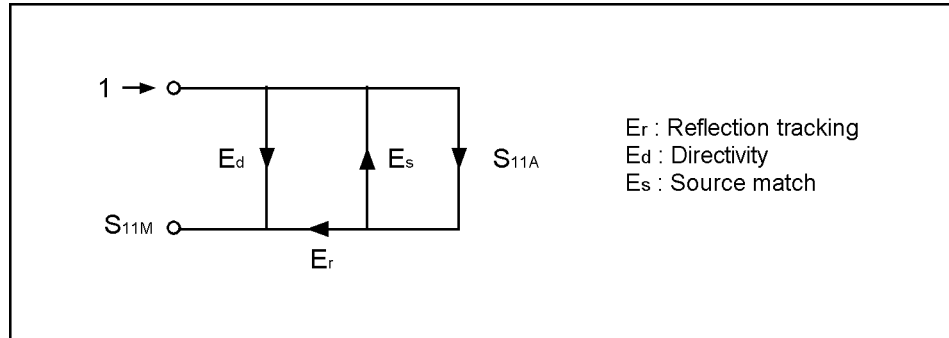 1
Ed
Es
S11A
S11M
Er
Er : Reflection tracking
Ed : Directivity
Es : Source match